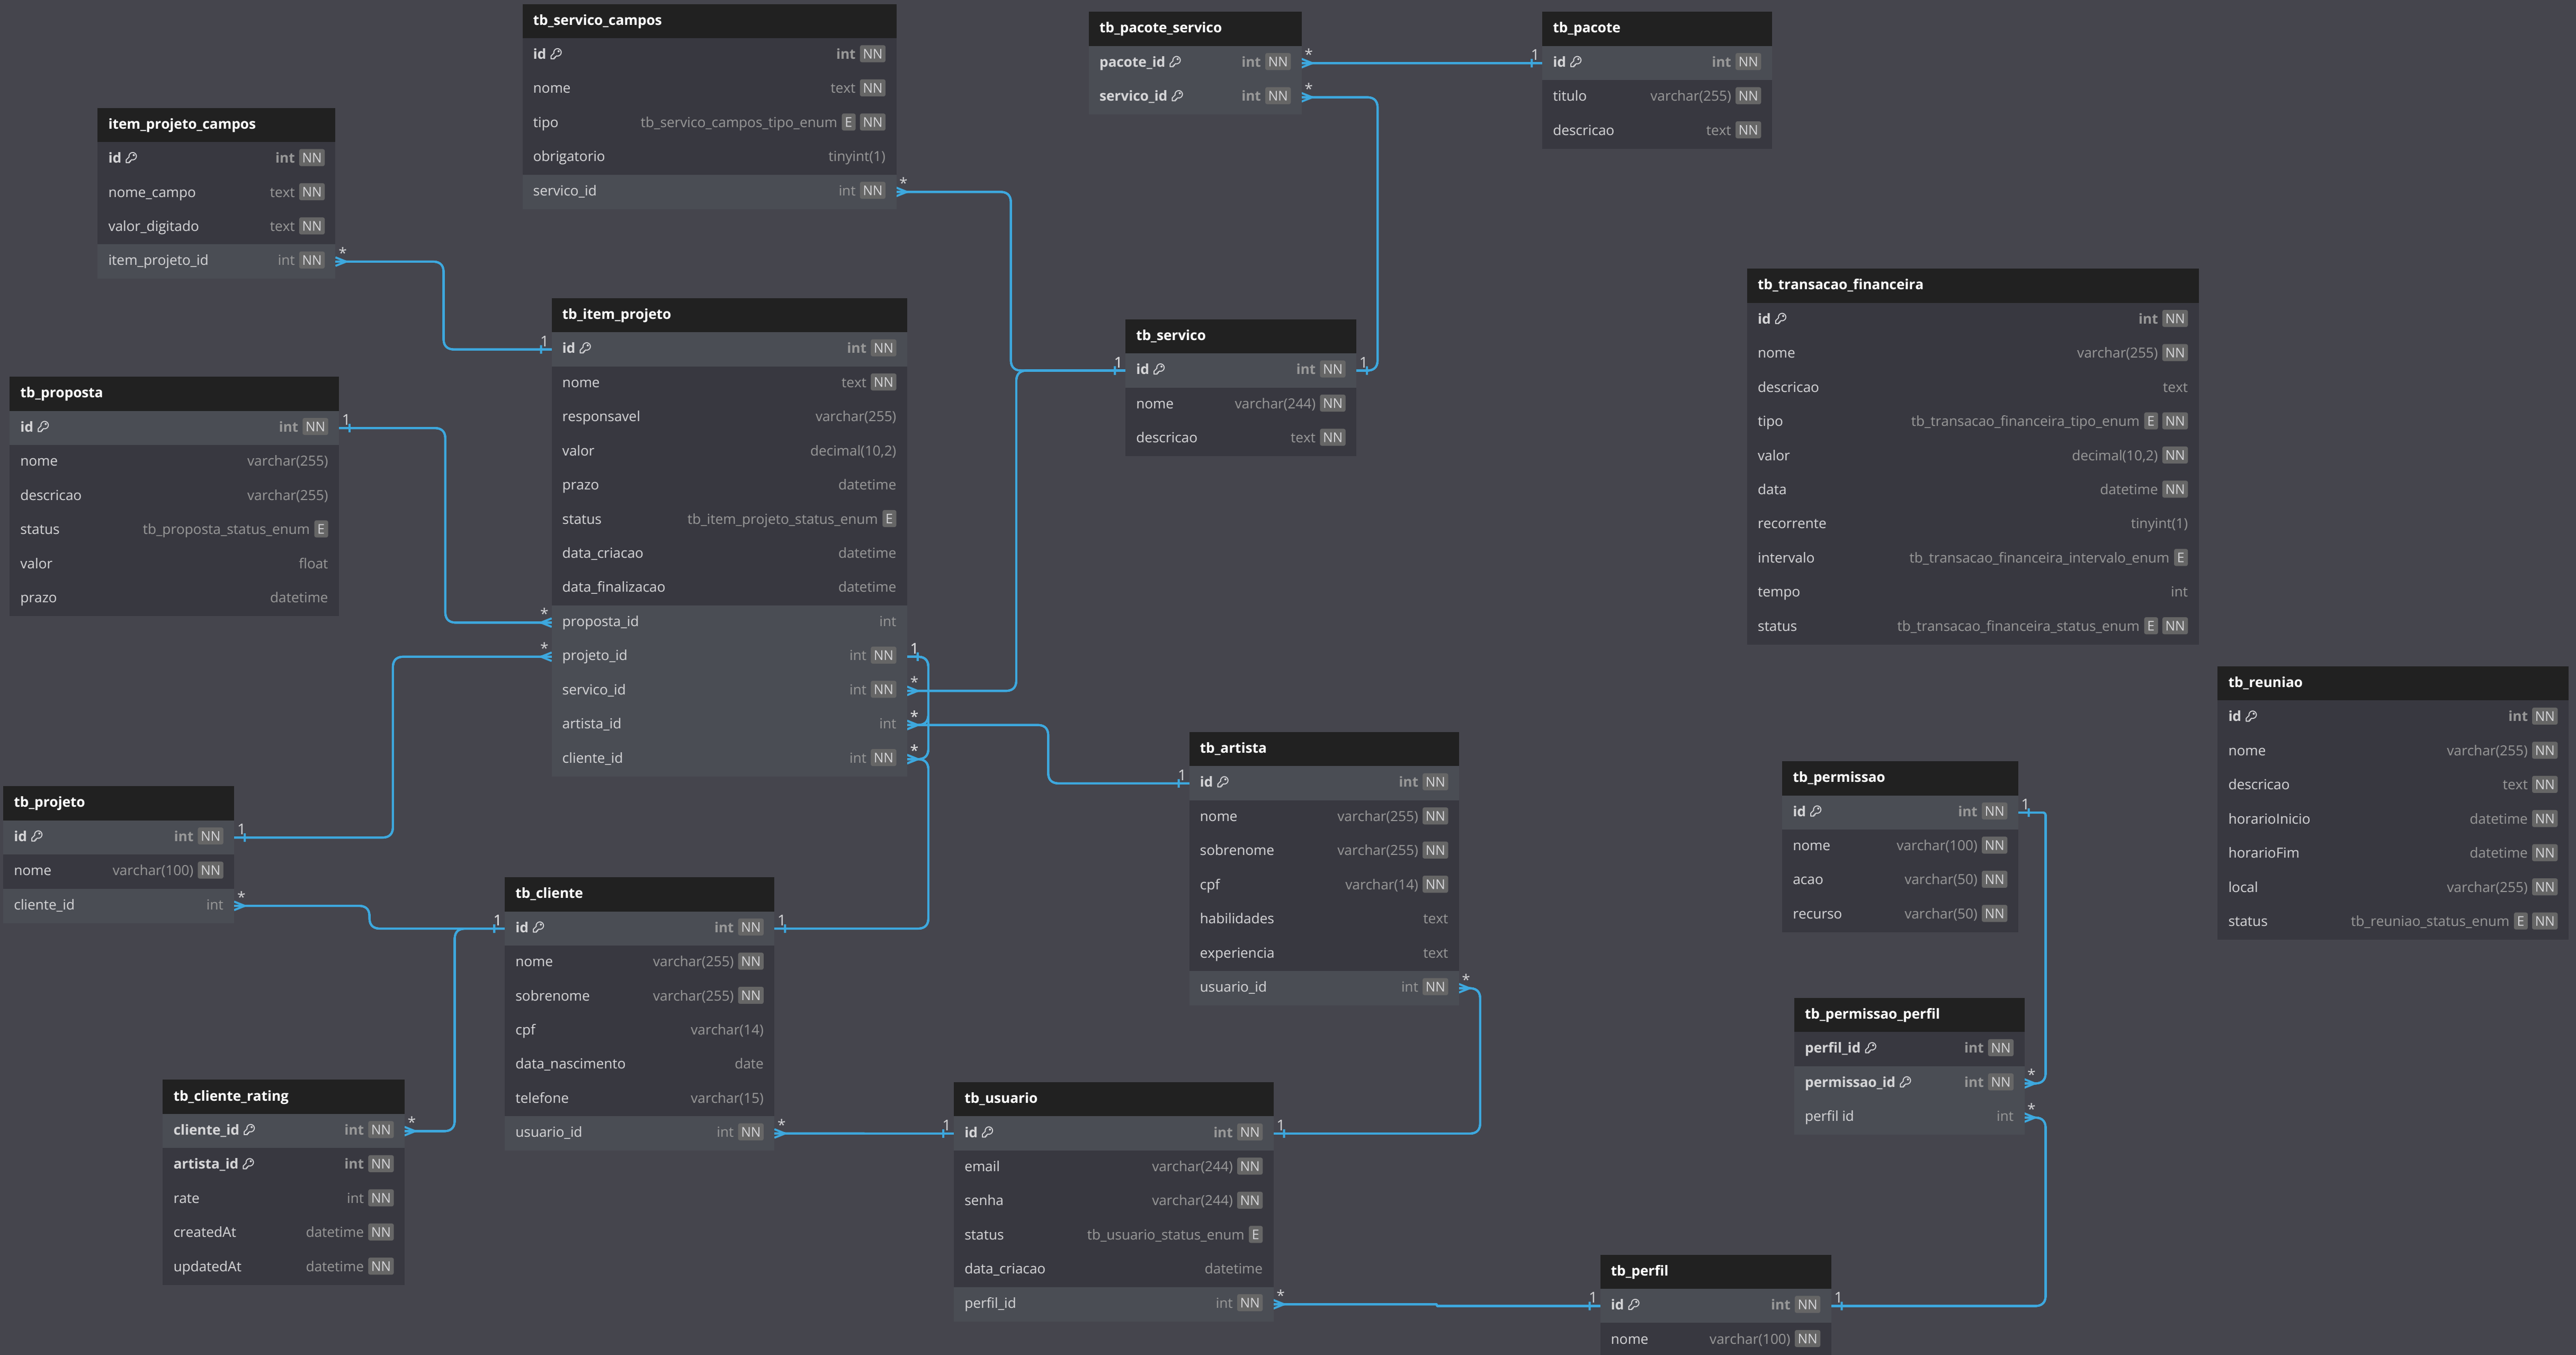 tb_servico_campos
id int NN
nome text NN
tipo tb_servico_campos_tipo_enum E NN
obrigatorio tinyint(1)
servico_id int NN
*
tb_pacote_servico
pacote_id int NN
servico_id int NN
*
*
1
tb_pacote
id int NN
titulo varchar(255) NN
descricao text NN
item_projeto_campos
id int NN
nome_campo text NN
valor_digitado text NN
item_projeto_id int NN
*
tb_item_projeto
1
id int NN
nome text NN
responsavel varchar(255)
valor decimal(10,2)
prazo datetime
status tb_item_projeto_status_enum E
data_criacao datetime
data_finalizacao datetime
* proposta_id int
* projeto_id int NN 1
servico_id int NN *
artista_id int *
cliente_id int NN *
tb_servico
1 id int NN 1
nome varchar(244) NN
descricao text NN
tb_transacao_financeira
id int NN
nome varchar(255) NN
descricao text
tipo tb_transacao_financeira_tipo_enum E NN
valor decimal(10,2) NN
data datetime NN
recorrente tinyint(1)
intervalo tb_transacao_financeira_intervalo_enum E
tempo int
status tb_transacao_financeira_status_enum E NN
tb_proposta
id int NN 1
nome varchar(255)
descricao varchar(255)
status tb_proposta_status_enum E
valor float
prazo datetime
tb_reuniao
id int NN
nome varchar(255) NN
descricao text NN
horarioInicio datetime NN
horarioFim datetime NN
local varchar(255) NN
status tb_reuniao_status_enum E NN
tb_artista
1 id int NN
nome varchar(255) NN
sobrenome varchar(255) NN
cpf varchar(14) NN
habilidades text
experiencia text
usuario_id int NN *
tb_permissao
id int NN 1
nome varchar(100) NN
acao varchar(50) NN
recurso varchar(50) NN
tb_projeto
id int NN 1
nome varchar(100) NN
cliente_id int *
tb_cliente
1 id int NN 1
nome varchar(255) NN
sobrenome varchar(255) NN
cpf varchar(14)
data_nascimento date
telefone varchar(15)
usuario_id int NN *
tb_permissao_perfil
perfil_id int NN
permissao_id int NN *
perfil id int *
tb_cliente_rating
cliente_id int NN *
artista_id int NN
rate int NN
createdAt datetime NN
updatedAt datetime NN
tb_usuario
1 id int NN 1
email varchar(244) NN
senha varchar(244) NN
status tb_usuario_status_enum E
data_criacao datetime
perfil_id int NN *
tb_perfil
1 id int NN 1
nome varchar(100) NN